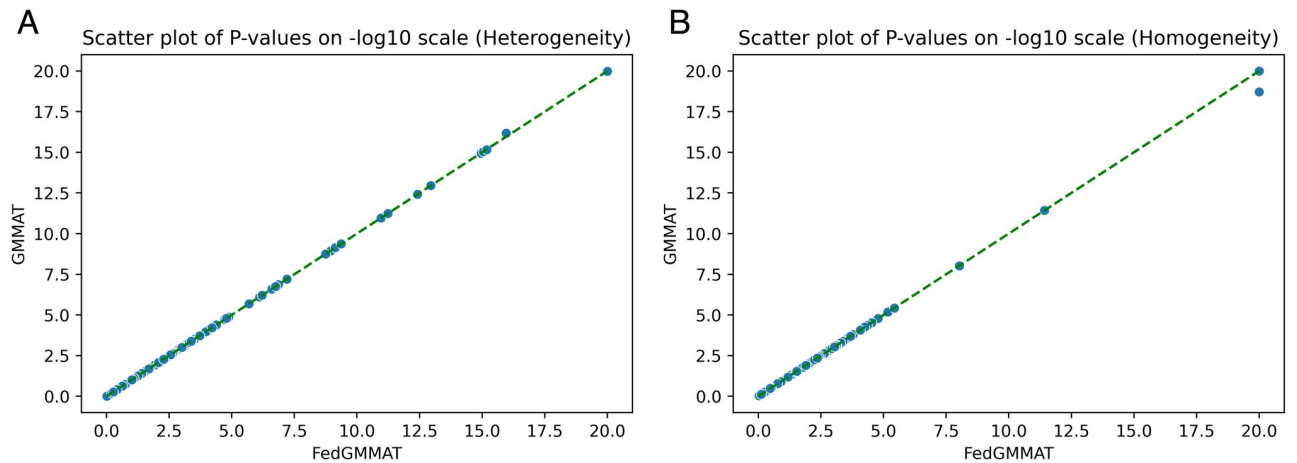 A
Scatter plot of P-values on -log10 scale (Heterogeneity)
20.0
17.5
15.0
12.5
10.0
7.5
5.0
2.5
0.0
GMMAT
0.0 2.5 5.0 7.5 10.0 12.5 15.0 17.5 20.0
FedGMMAT
B
Scatter plot of P-values on -log10 scale (Homogeneity)
20.0
17.5
15.0
12.5
10.0
7.5
5.0
2.5
0.0
GMMAT
0.0 2.5 5.0 7.5 10.0 12.5 15.0 17.5 20.0
FedGMMAT